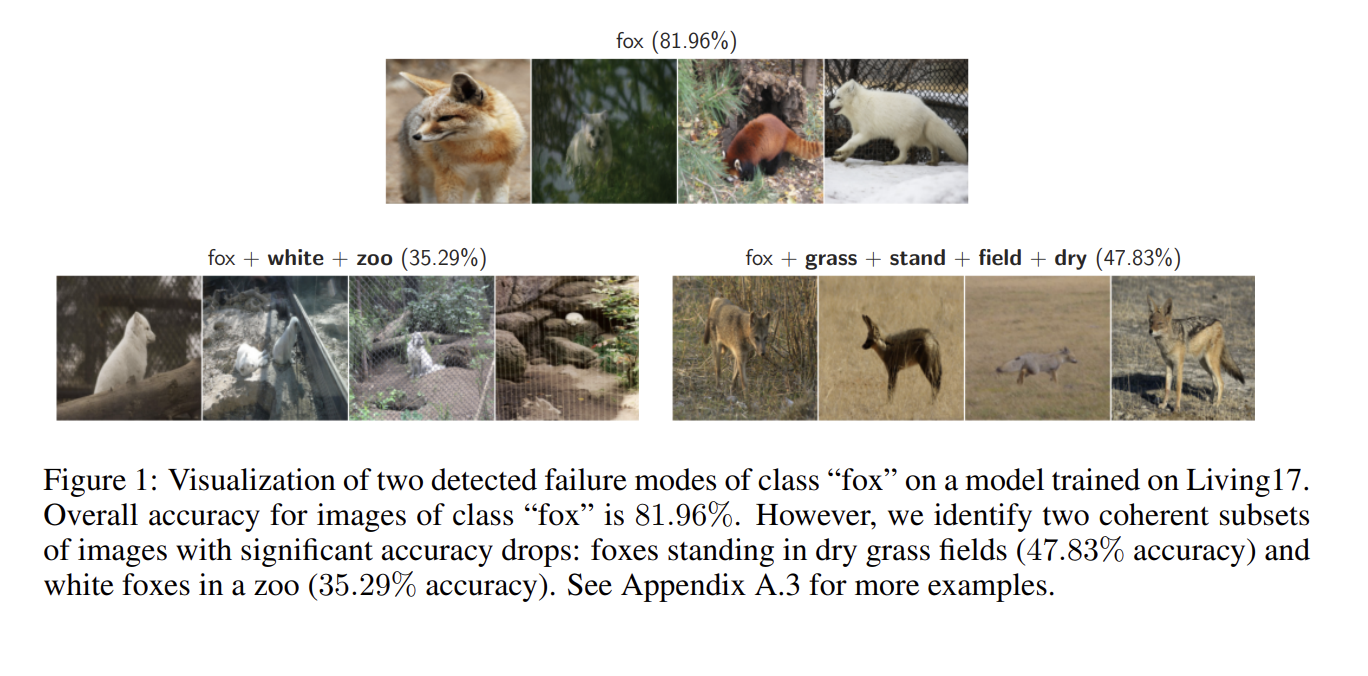 fox (81.96%)
fox + white + zoo (35.29%)
fox + grass + stand + field + dry (47.83%)
Figure 1: Visualization of two detected failure modes of class “fox” on a model trained on Living17.
Overall accuracy for images of class “fox” is 81.96%. However, we identify two coherent subsets
of images with significant accuracy drops: foxes standing in dry grass fields (47.83% accuracy) and
white foxes in a zoo (35.29% accuracy). See Appendix A.3 for more examples.